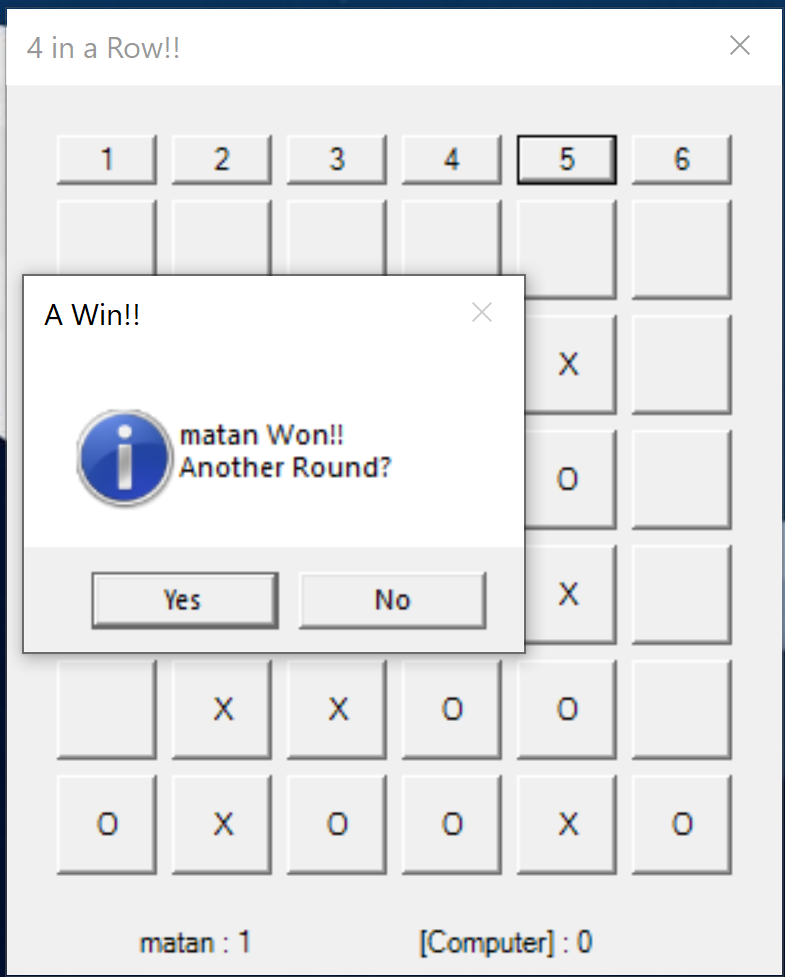 4 in a Row!!
1 2 3 4 5 6
A Win!!
X
matan Won!!
Another Round?
O
Yes No
X
X X O O
O X O O X O
matan : 1 [Computer] : 0